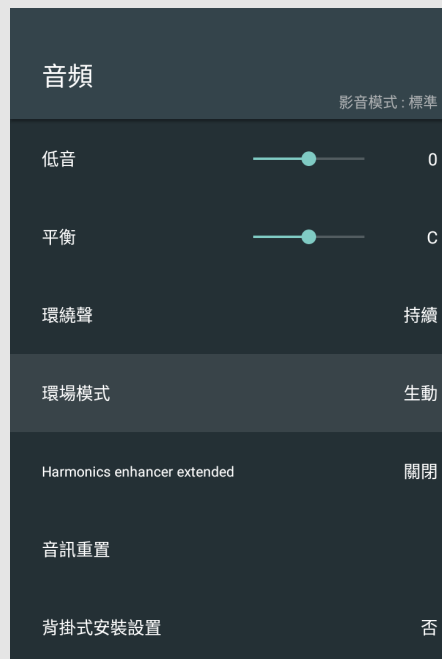 音頻
影音模式 : 標準
低音 0
平衡 C
環繞聲 持續
環場模式 生動
Harmonics enhancer extended 關閉
音訊重置
背掛式安裝設置 否